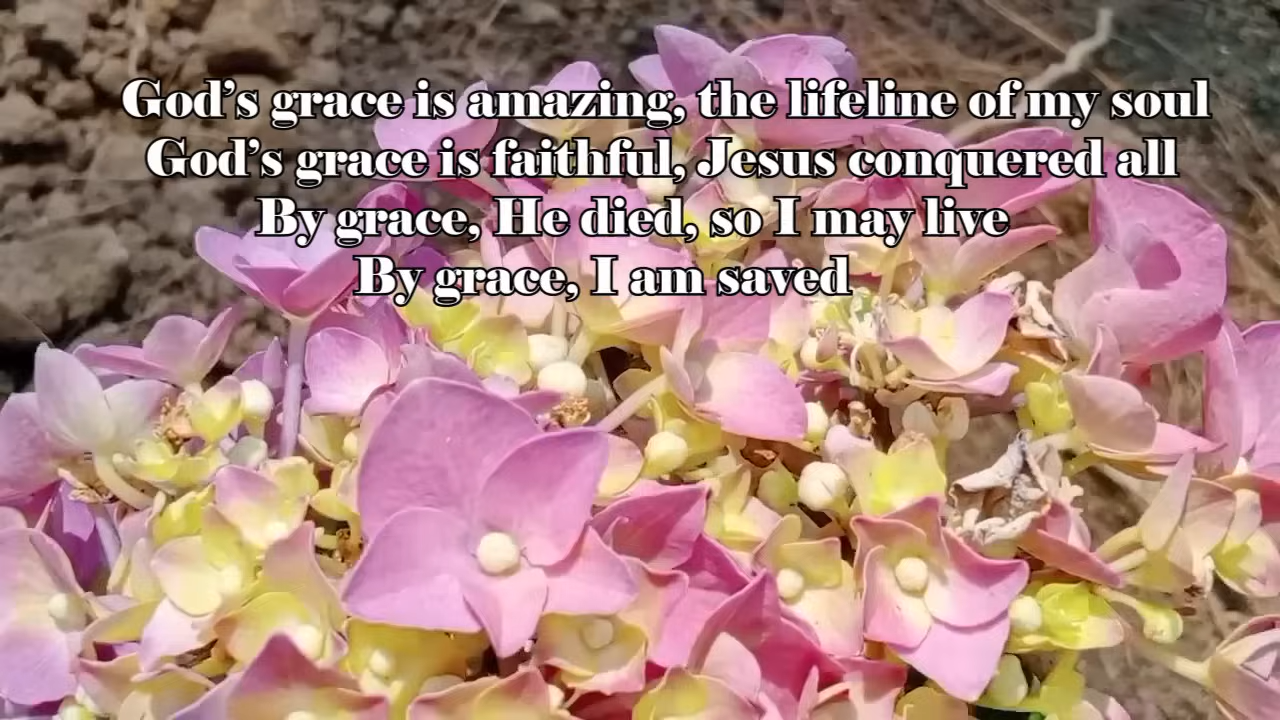 God's grace is amazing, the lifeline of my soul
God's grace is faithful, Jesus conquered all
By grace, He died, so I may live
By grace, I am saved